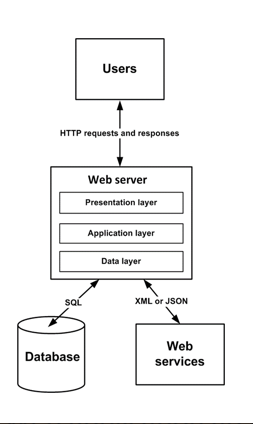 Users
HTTP requests and responses
Web server
Presentation layer
Application layer
Data layer
SQL
XML or JSON
Database
Web
services